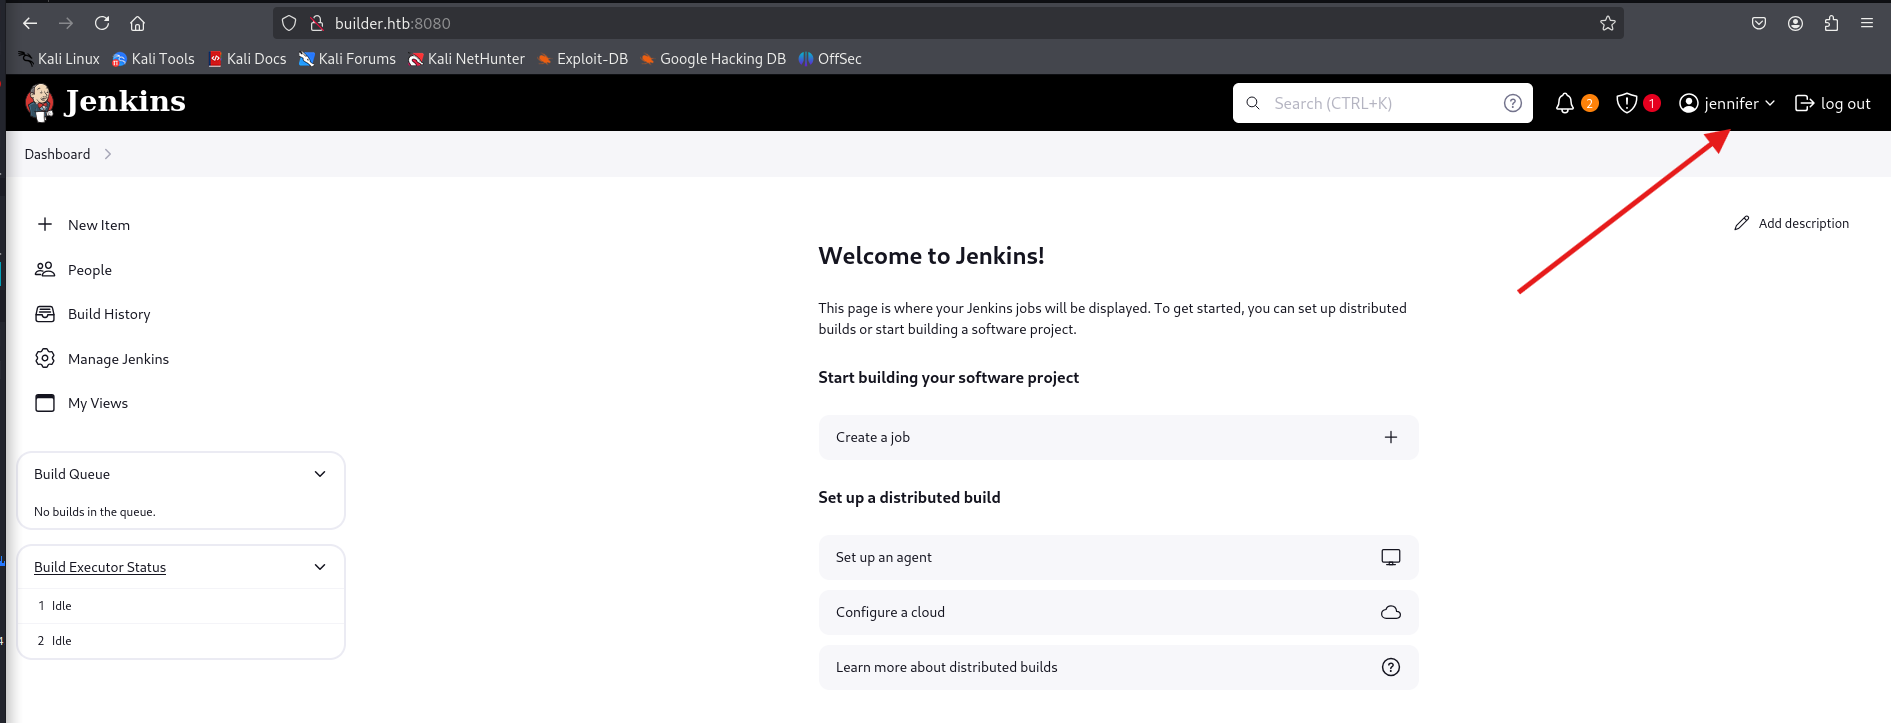 builder.htb:8080
Kali Linux Kali Tools Kali Docs Kali Forums Kali NetHunter Exploit-DB Google Hacking DB OffSec
Jenkins Search (CTRL+K) 2 1 jennifer log out
Dashboard
New Item
People
Build History
Manage Jenkins
My Views
Build Queue
No builds in the queue.
Build Executor Status
1 Idle
2 Idle
Add description
Welcome to Jenkins!
This page is where your Jenkins jobs will be displayed. To get started, you can set up distributed
builds or start building a software project.
Start building your software project
Create a job
Set up a distributed build
Set up an agent
Configure a cloud
Learn more about distributed builds